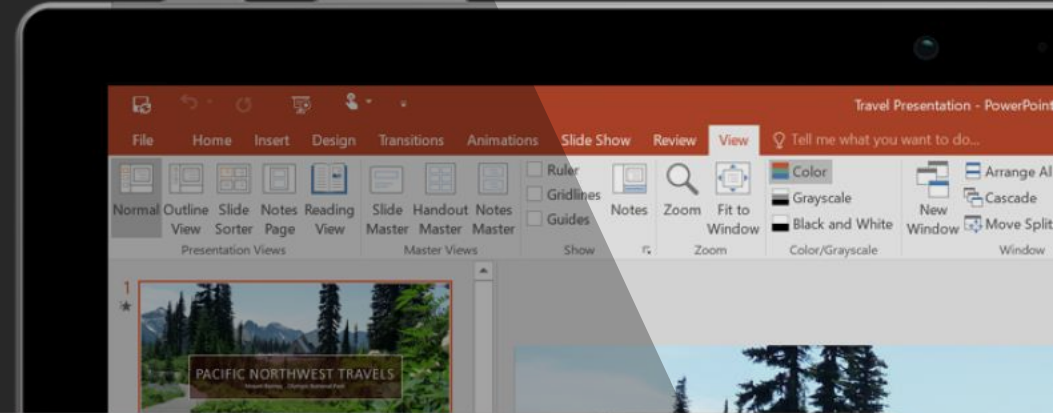 Travel Presentation - PowerPoint
File Home Insert Design Transitions Animations Slide Show Review View Tell me what you want to do...
Normal Outline View Slide Sorter Notes Page Reading View
Presentation Views
Slide Master Handout Master Notes Master
Master Views
Ruler
Gridlines
Guides
Show
Notes
Zoom Fit to Window
Zoom
Color
Grayscale
Black and White
Color/Grayscale
New Window
Arrange Al
Cascade
Move Split
Window
1
PACIFIC NORTHWEST TRAVELS